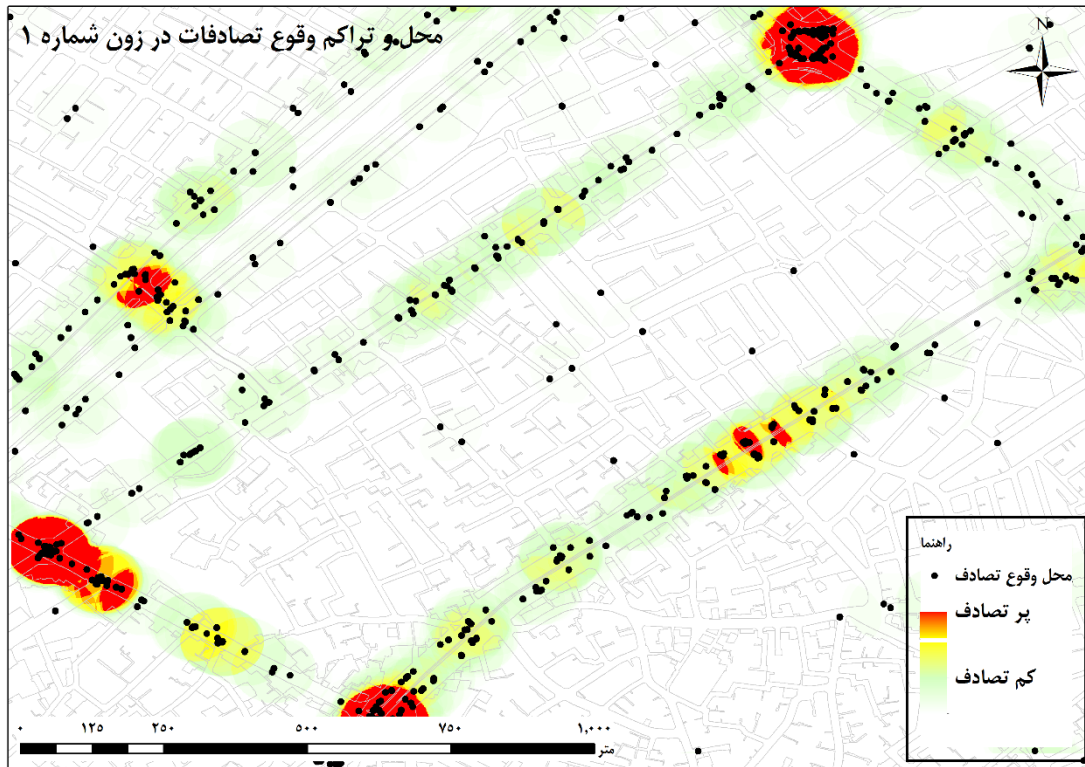 محل و تراکم وقوع تصادفات در زون شماره ۱
N
راهنما
محل وقوع تصادف
پر تصادف
کم تصادف
۰ ۱۲۵ ۲۵۰ ۵۰۰ ۷۵۰ ۱,۰۰۰
متر